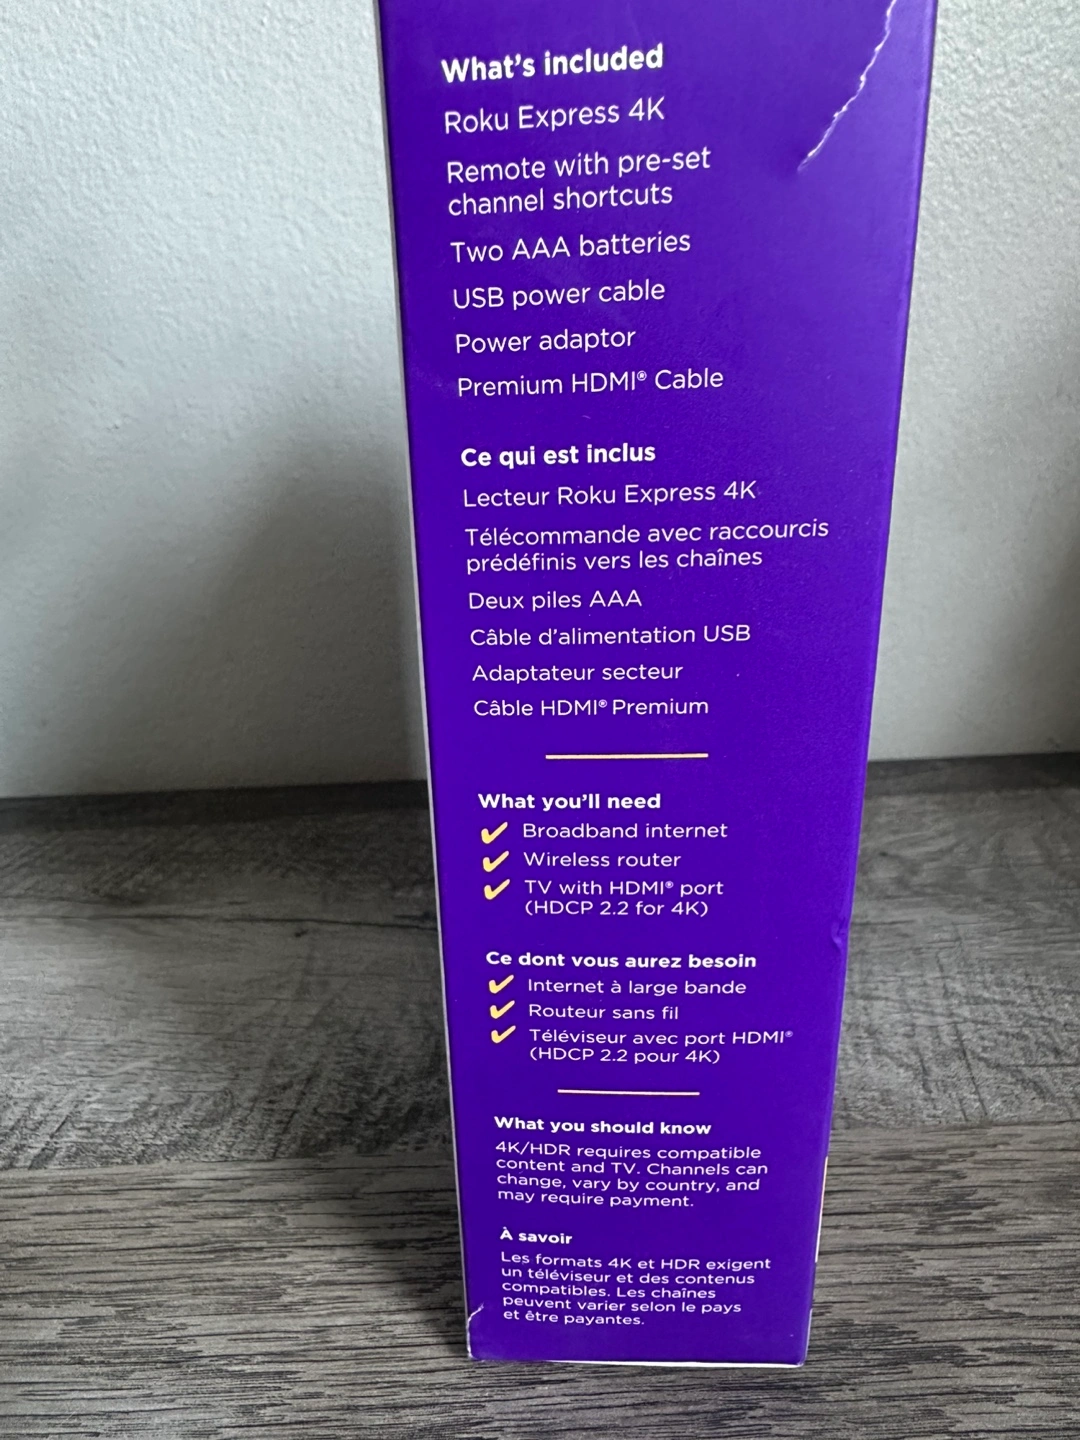 What's included
Roku Express 4K
Remote with pre-set
channel shortcuts
Two AAA batteries
USB power cable
Power adaptor
Premium HDMI® Cable
Ce qui est inclus
Lecteur Roku Express 4K
Télécommande avec raccourcis
prédéfinis vers les chaînes
Deux piles AAA
Câble d'alimentation USB
Adaptateur secteur
Câble HDMI® Premium
What you'll need
✔ Broadband internet
✔ Wireless router
✔ TV with HDMI® port
(HDCP 2.2 for 4K)
Ce dont vous aurez besoin
✔ Internet à large bande
✔ Routeur sans fil
✔ Téléviseur avec port HDMI®
(HDCP 2.2 pour 4K)
What you should know
4K/HDR requires compatible
content and TV. Channels can
change, vary by country, and
may require payment.
À savoir
Les formats 4K et HDR exigent
un téléviseur et des contenus
compatibles. Les chaînes
peuvent varier selon le pays
et être payantes.